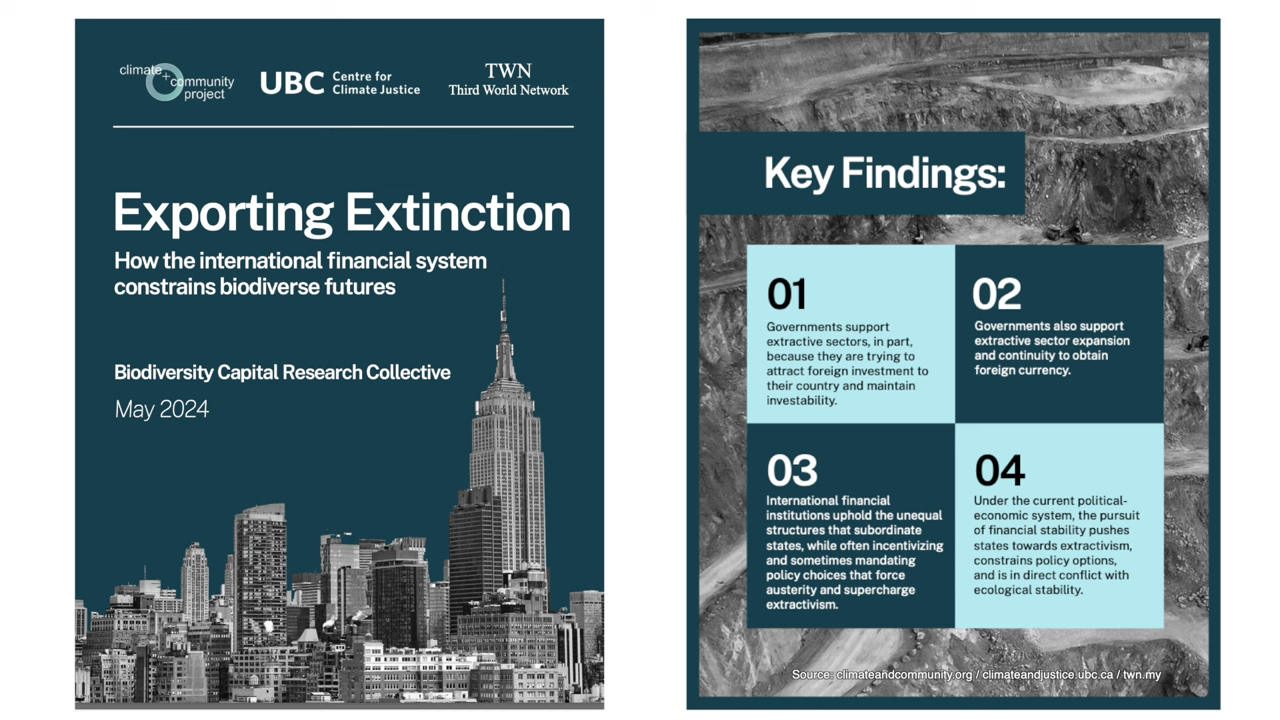 climate+community
project
UBC Centre for
Climate Justice
TWN
Third World Network
Exporting Extinction
How the international financial system
constrains biodiverse futures
Biodiversity Capital Research Collective
May 2024
Key Findings:
01
Governments support
extractive sectors, in part,
because they are trying to
attract foreign investment to
their country and maintain
investability.
02
Governments also support
extractive sector expansion
and continuity to obtain
foreign currency.
03
International financial
institutions uphold the unequal
structures that subordinate
states, while often incentivizing
and sometimes mandating
policy choices that force
austerity and supercharge
extractivism.
04
Under the current political-
economic system, the pursuit
of financial stability pushes
states towards extractivism,
constrains policy options,
and is in direct conflict with
ecological stability.
Source: climateandcommunity.org / climateandjustice.ubc.ca / twn.my